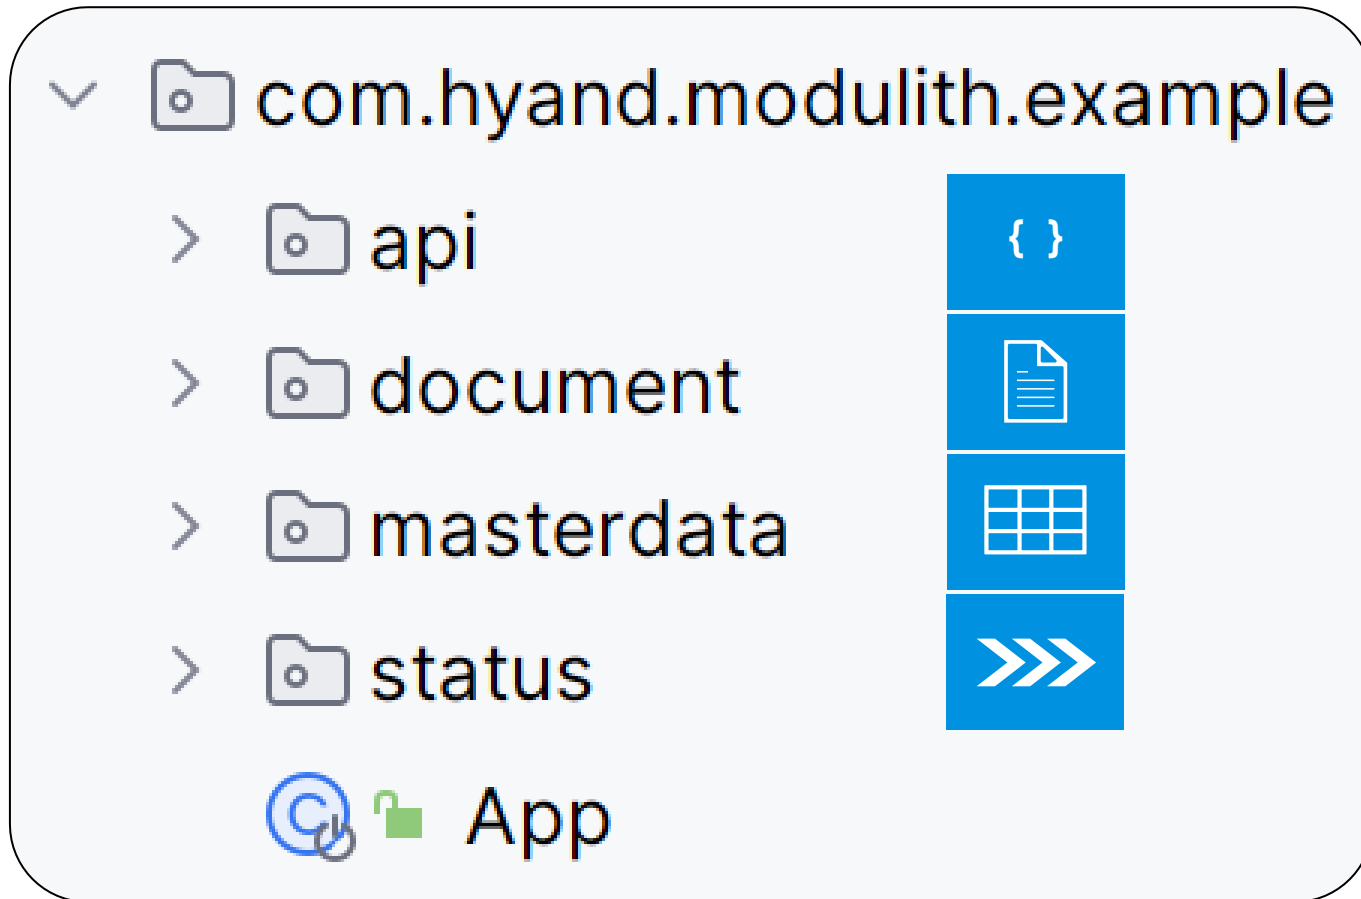 com.hyand.modulith.example
api
{ }
document
masterdata
status
C App